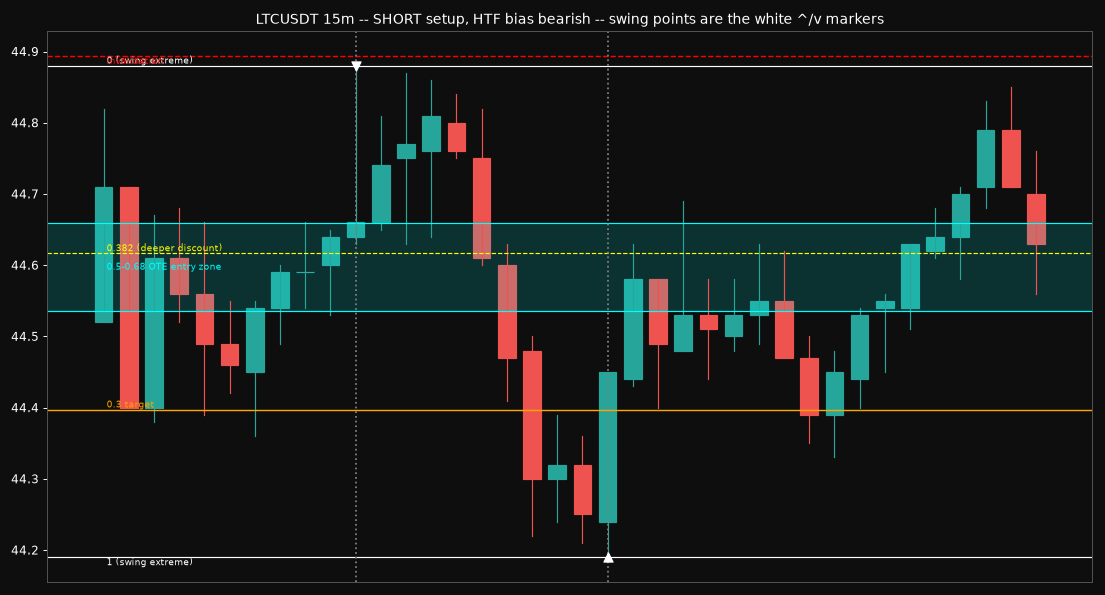 LTCUSDT 15m -- SHORT setup, HTF bias bearish -- swing points are the white ^/v markers
44.9
0 (swing extreme)
44.8
44.7
0.382 (deeper discount)
44.6
0.5-0.68 OTE entry zone
44.5
44.4
0.3 target
44.3
44.2
1 (swing extreme)